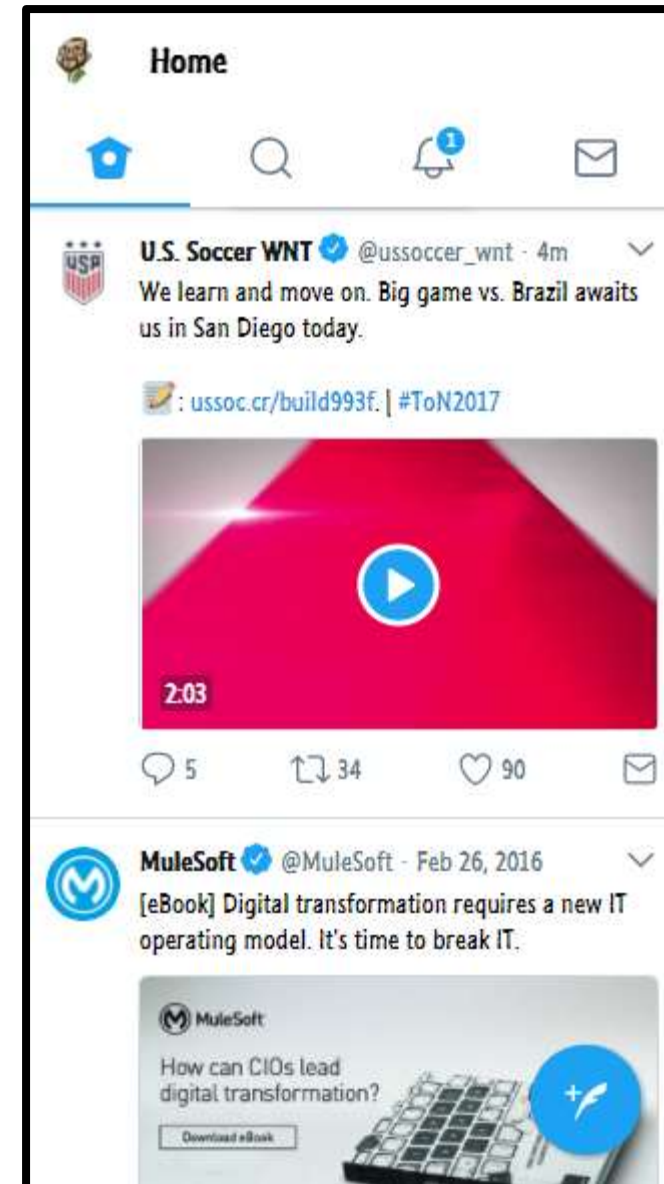 Home
1
USA
U.S. Soccer WNT @ussoccer_wnt · 4m
We learn and move on. Big game vs. Brazil awaits
us in San Diego today.
: ussoc.cr/build993f. | #ToN2017
2:03
5 34 90
MuleSoft @MuleSoft · Feb 26, 2016
[eBook] Digital transformation requires a new IT
operating model. It's time to break IT.
MuleSoft
How can CIOs lead
digital transformation?
Download eBook